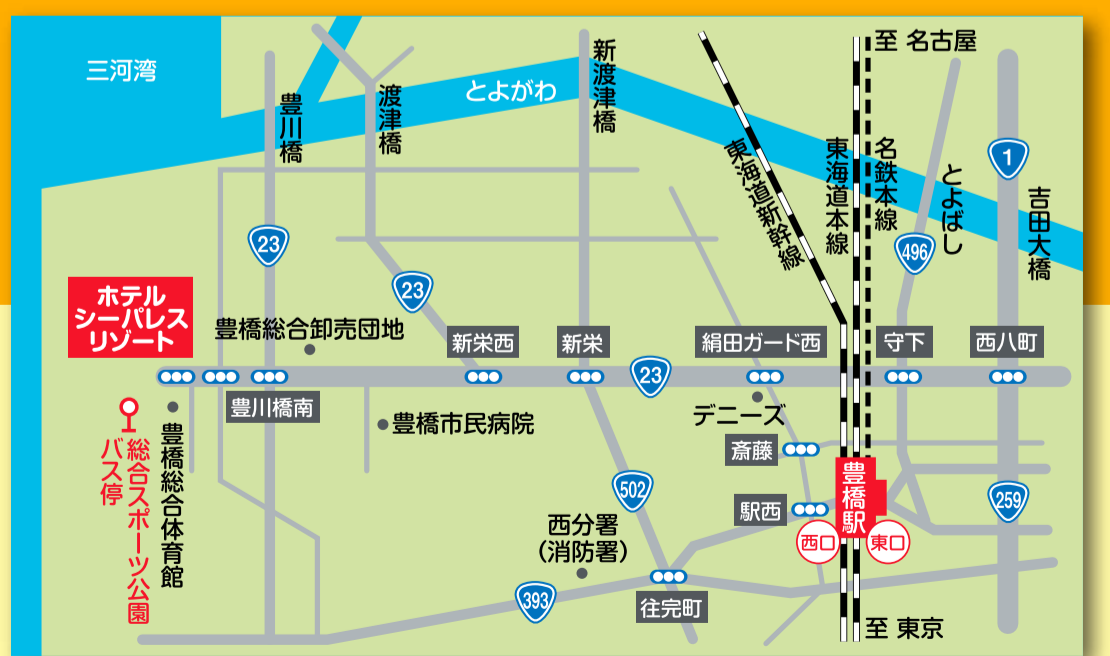 三河湾
豊川橋
渡津橋
とよがわ
新渡津橋
東海道新幹線
東海道本線
至 名古屋
名鉄本線
とよばし
1
吉田大橋
23
23
496
ホテル
シーパレス
リゾート
豊橋総合卸売団地
新栄西
新栄
23
絹田ガード西
守下
西八町
豊川橋南
豊橋市民病院
デニーズ
斎藤
総合スポーツ公園
バス停
豊橋総合体育館
502
駅西
豊橋駅
西口
東口
259
西分署
(消防署)
393
往完町
至 東京